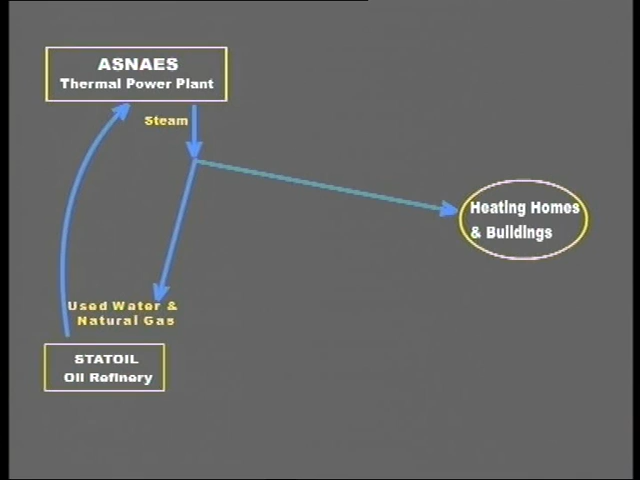 ASNAES
Thermal Power Plant
Steam
Heating Homes
& Buildings
Used Water &
Natural Gas
STATOIL
Oil Refinery